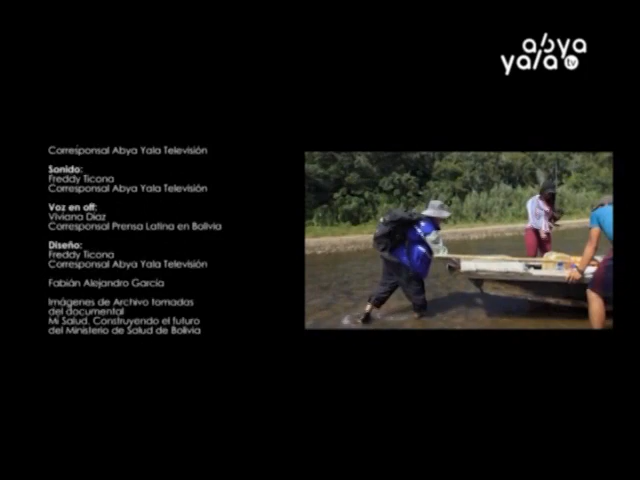 abya
yala tv
Corresponsal Abya Yala Televisión
Sonido:
Freddy Ticona
Corresponsal Abya Yala Televisión
Voz en off:
Viviana Díaz
Corresponsal Prensa Latina en Bolivia
Diseño:
Freddy Ticona
Corresponsal Abya Yala Televisión
Fabián Alejandro García
Imágenes de Archivo tomadas
del documental
Mi Salud. Construyendo el futuro
del Ministerio de Salud de Bolivia